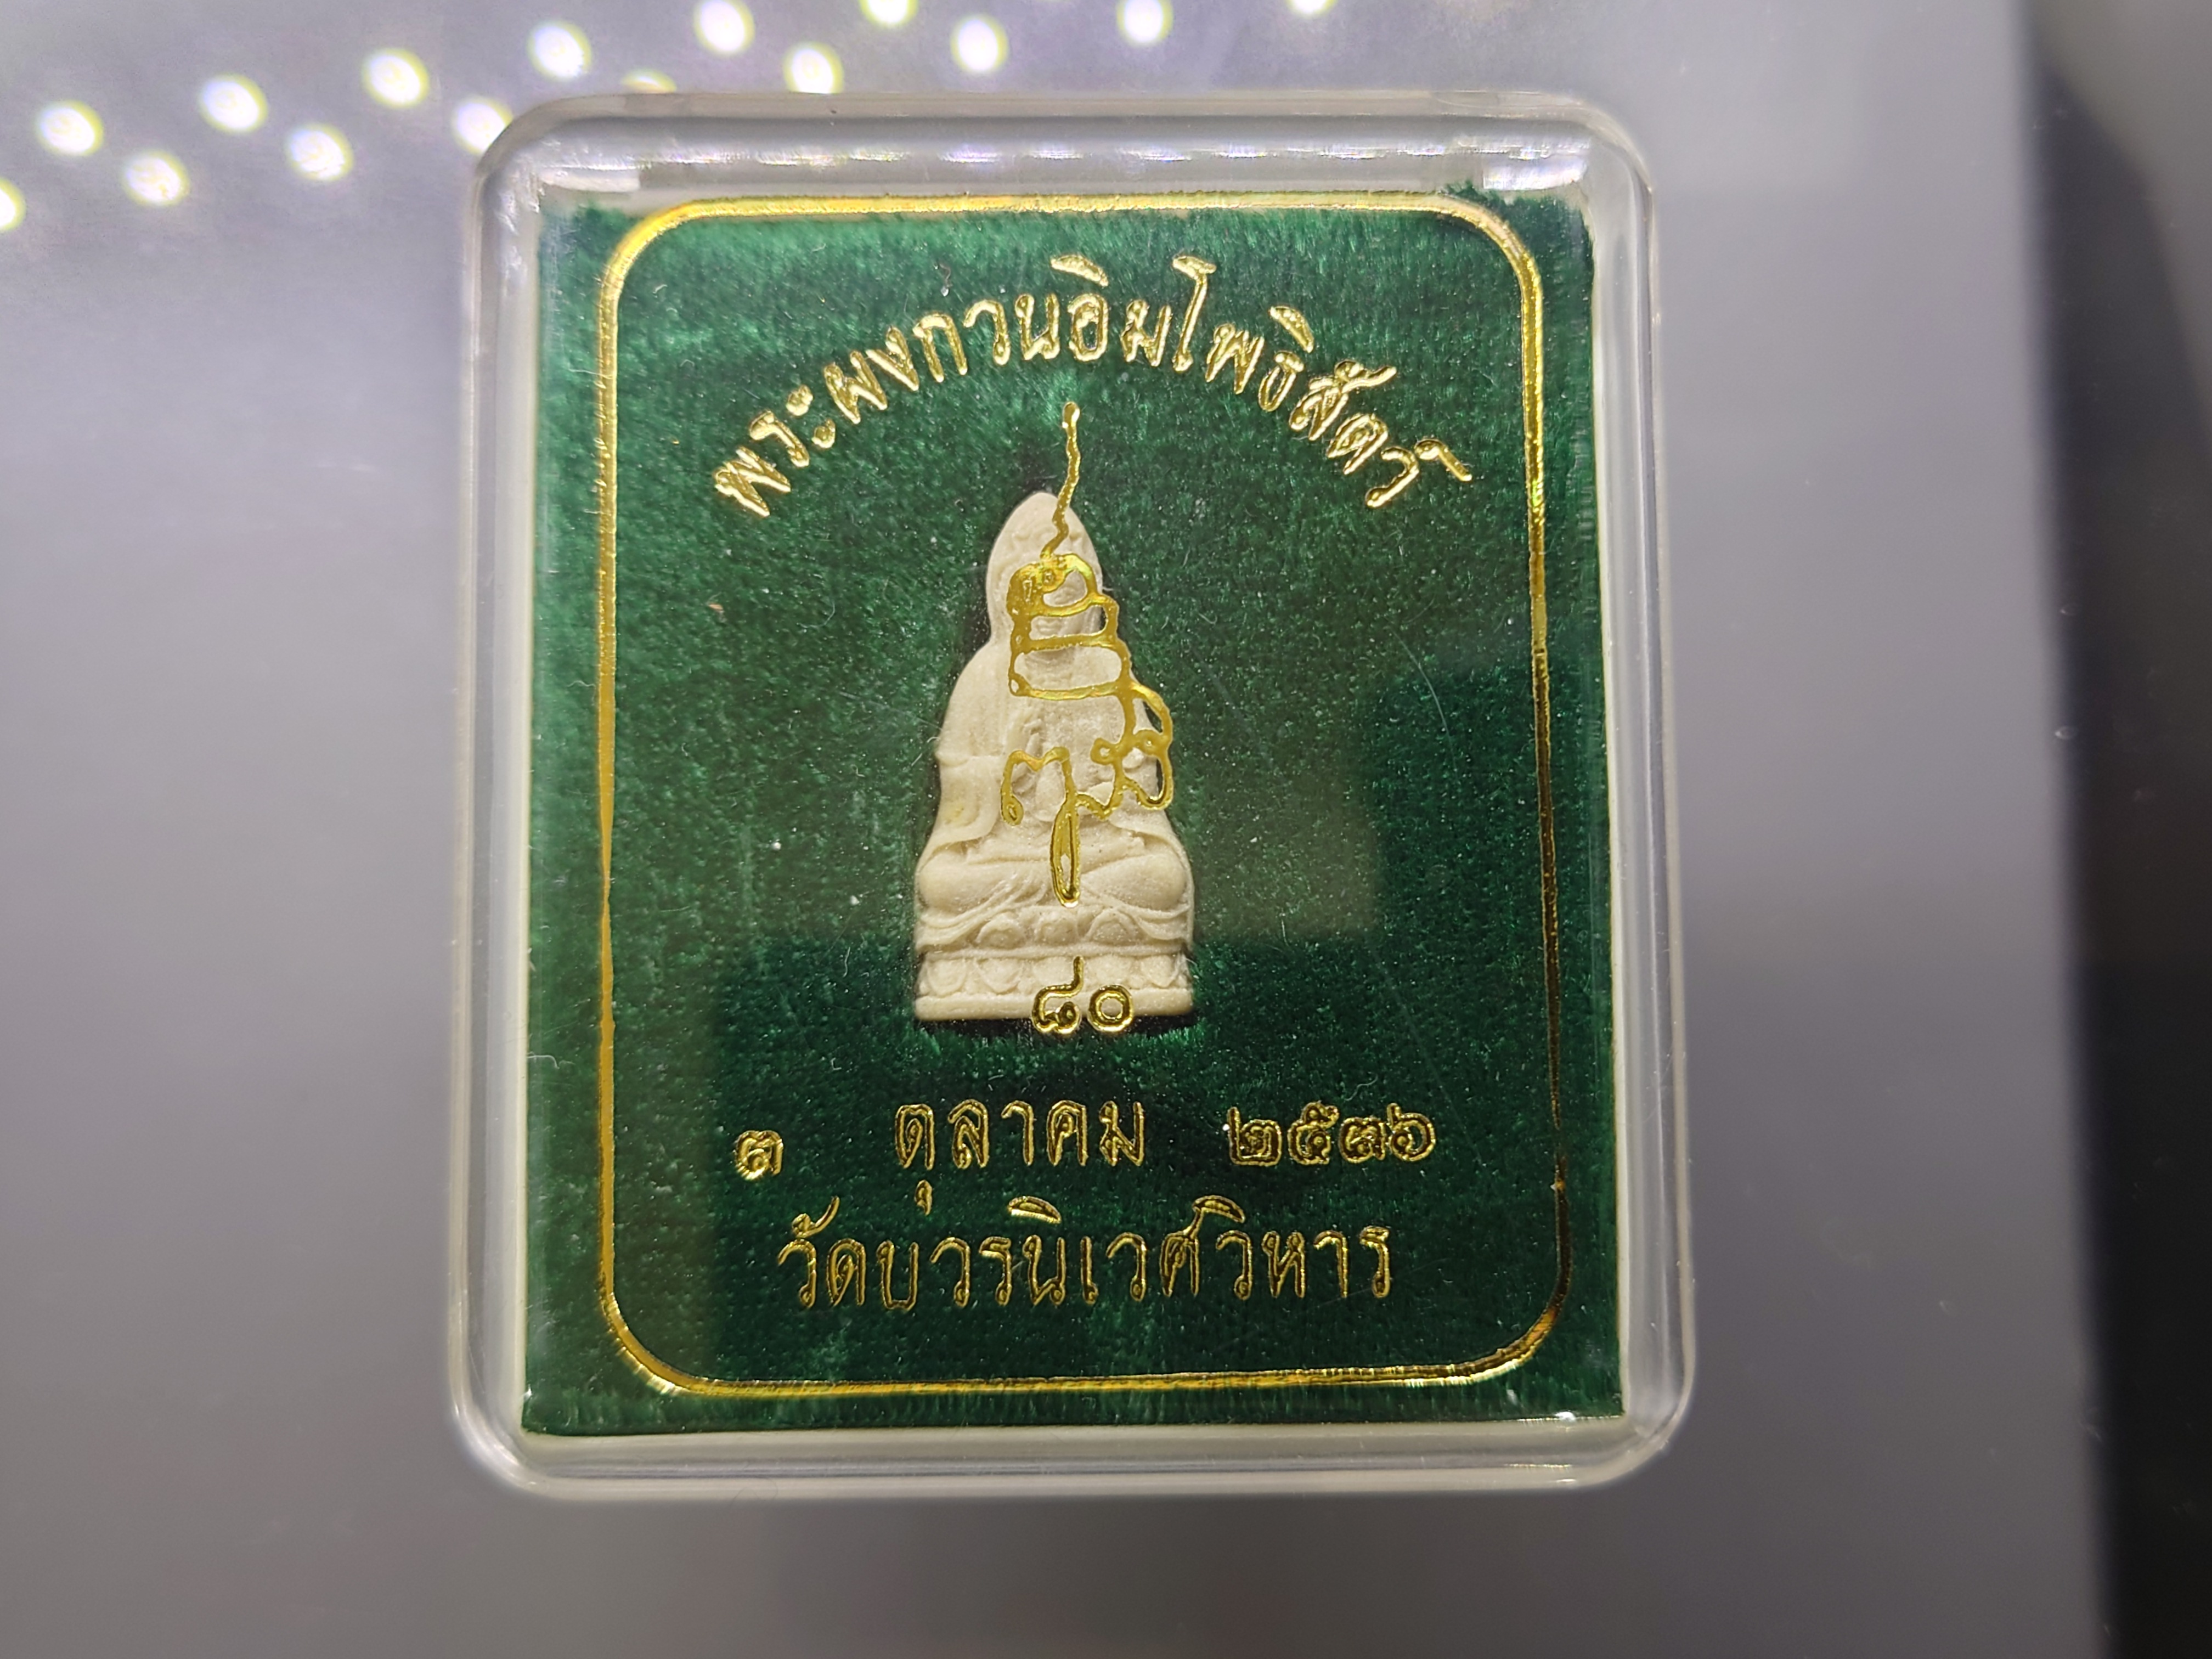 พระผงกวนอิมโพธิสัตว์
๘๐
๓ ตุลาคม ๒๕๓๖
วัดบวรนิเวศวิหาร